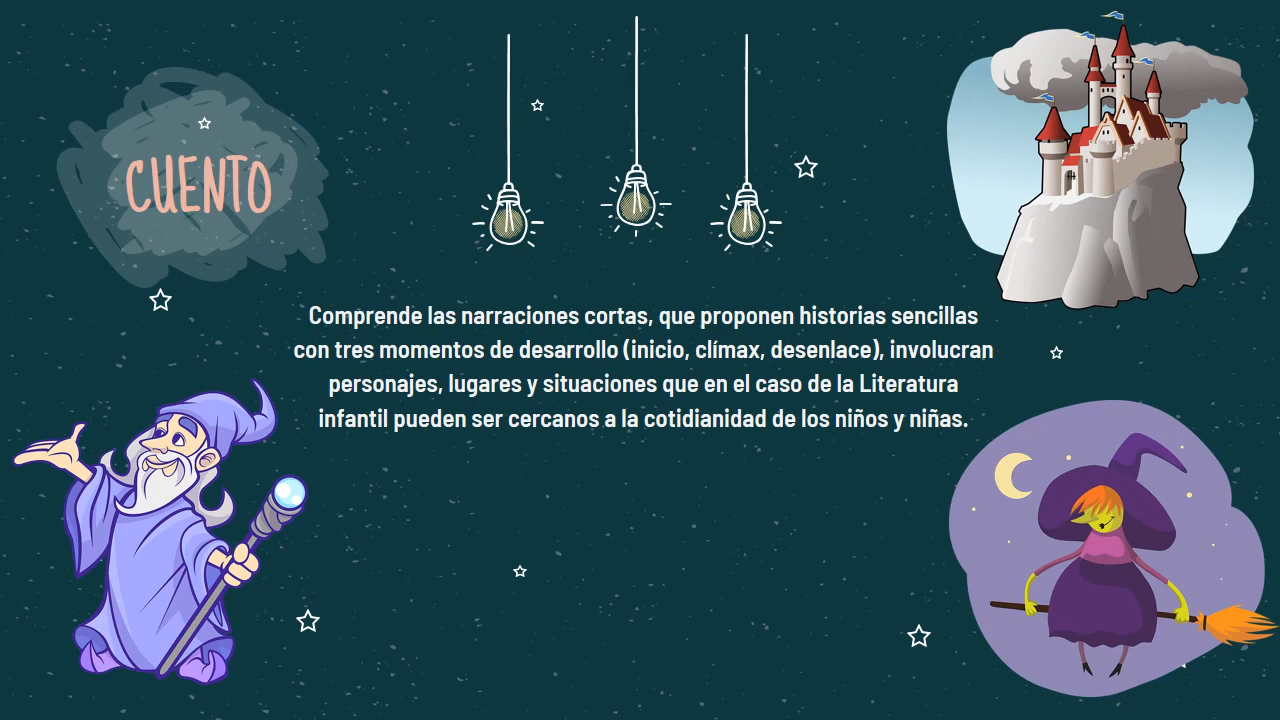 CUENTO
Comprende las narraciones cortas, que proponen historias sencillas
con tres momentos de desarrollo (inicio, clímax, desenlace), involucran
personajes, lugares y situaciones que en el caso de la Literatura
infantil pueden ser cercanos a la cotidianidad de los niños y niñas.